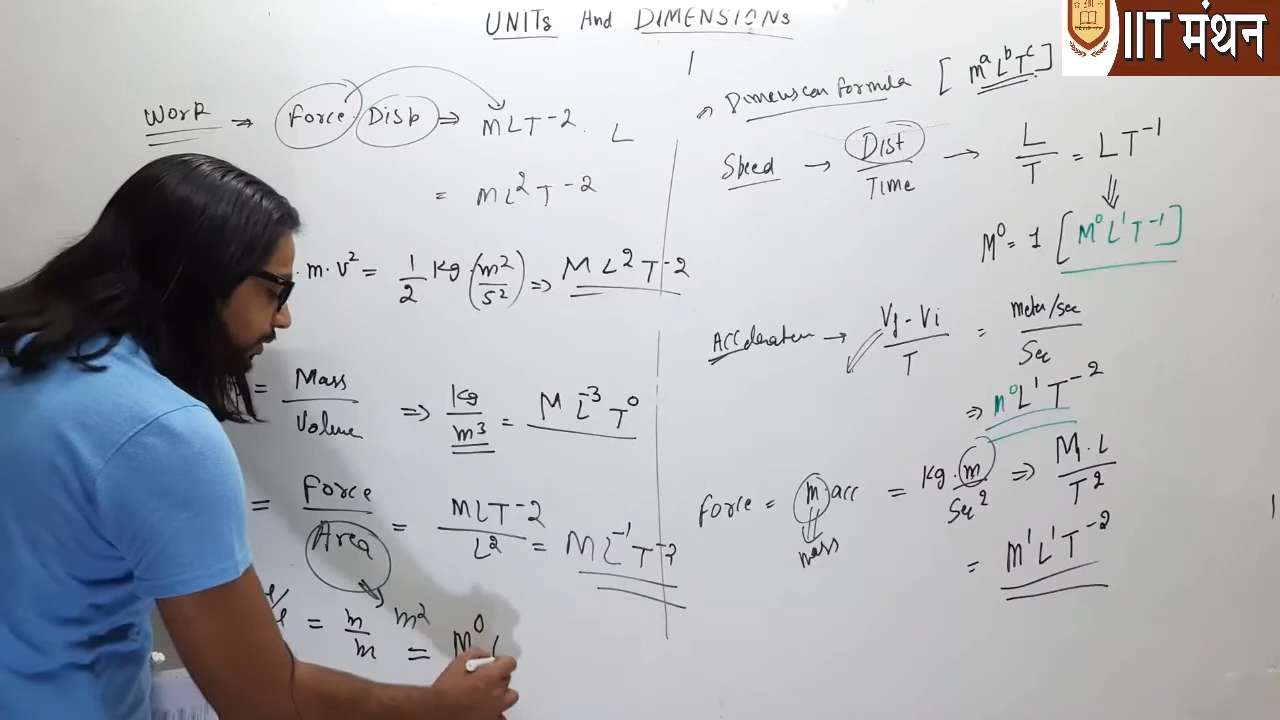 UNITs And DIMENSIONs
IIT मंथन
Work → Force · Disp ⇒ MLT-2 · L
= ML²T-2
· m · v² = 1/2 kg (m²/s²) ⇒ ML²T-2
= Mass/Volume ⇒ kg/m³ = ML⁻³T⁰
= Force/Area = MLT-2/L² = ML⁻¹T-2
= m/m m² = M⁰
Dimension formula [MᵃLᵇTᶜ]
Speed → Dist/Time → L/T = LT⁻¹
M⁰ = 1 [M⁰L¹T⁻¹]
Acceleration → Vf - Vi/T = meter/sec/Sec
⇒ M⁰L¹T⁻²
Force = m acc = kg · m/Sec² ⇒ M · L/T²
mass
= M¹L¹T⁻²